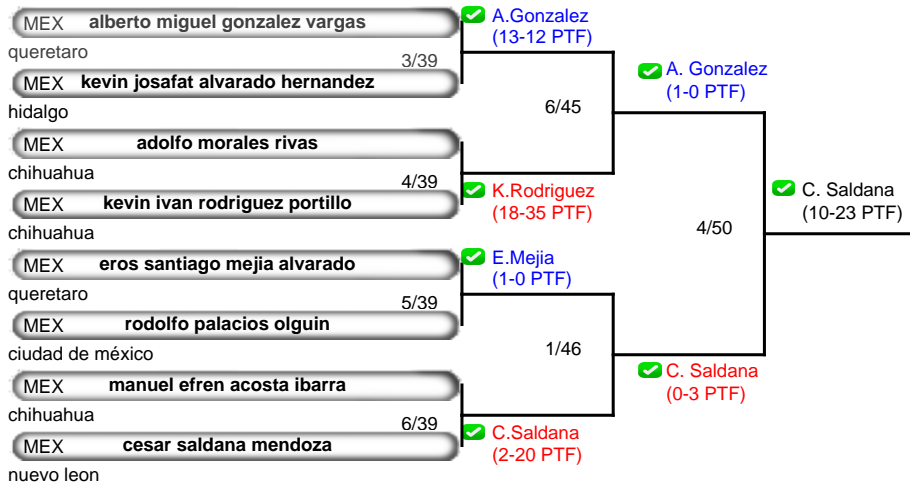 MEX alberto miguel gonzalez vargas
queretaro
3/39
MEX kevin josafat alvarado hernandez
hidalgo
MEX adolfo morales rivas
chihuahua
4/39
MEX kevin ivan rodriguez portillo
chihuahua
MEX eros santiago mejia alvarado
queretaro
5/39
MEX rodolfo palacios olguin
ciudad de méxico
MEX manuel efren acosta ibarra
chihuahua
6/39
MEX cesar saldana mendoza
nuevo leon
A.Gonzalez
(13-12 PTF)
6/45
K.Rodriguez
(18-35 PTF)
E.Mejia
(1-0 PTF)
1/46
C.Saldana
(2-20 PTF)
A. Gonzalez
(1-0 PTF)
4/50
C. Saldana
(0-3 PTF)
C. Saldana
(10-23 PTF)